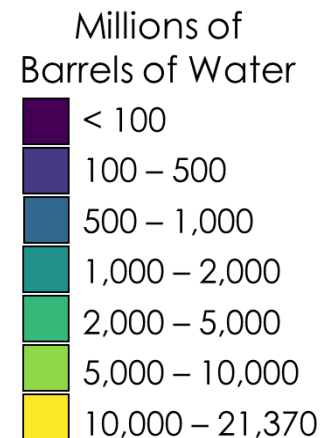 Millions of
Barrels of Water
< 100
100 – 500
500 – 1,000
1,000 – 2,000
2,000 – 5,000
5,000 – 10,000
10,000 – 21,370